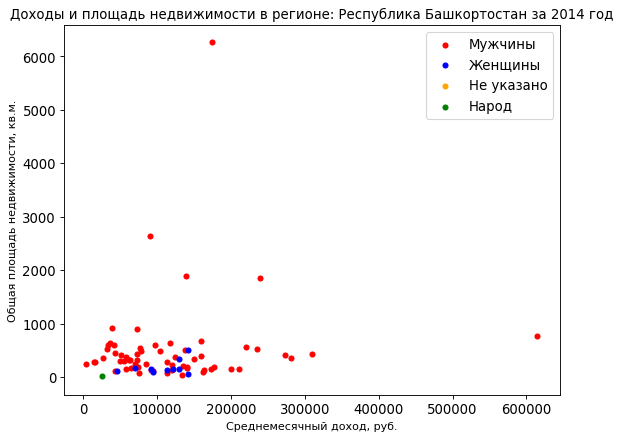 Доходы и площадь недвижимости в регионе: Республика Башкортостан за 2014 год
Мужчины
Женщины
Не указано
Народ
Общая площадь недвижимости, кв.м.
6000
5000
4000
3000
2000
1000
0
0 100000 200000 300000 400000 500000 600000
Среднемесячный доход, руб.